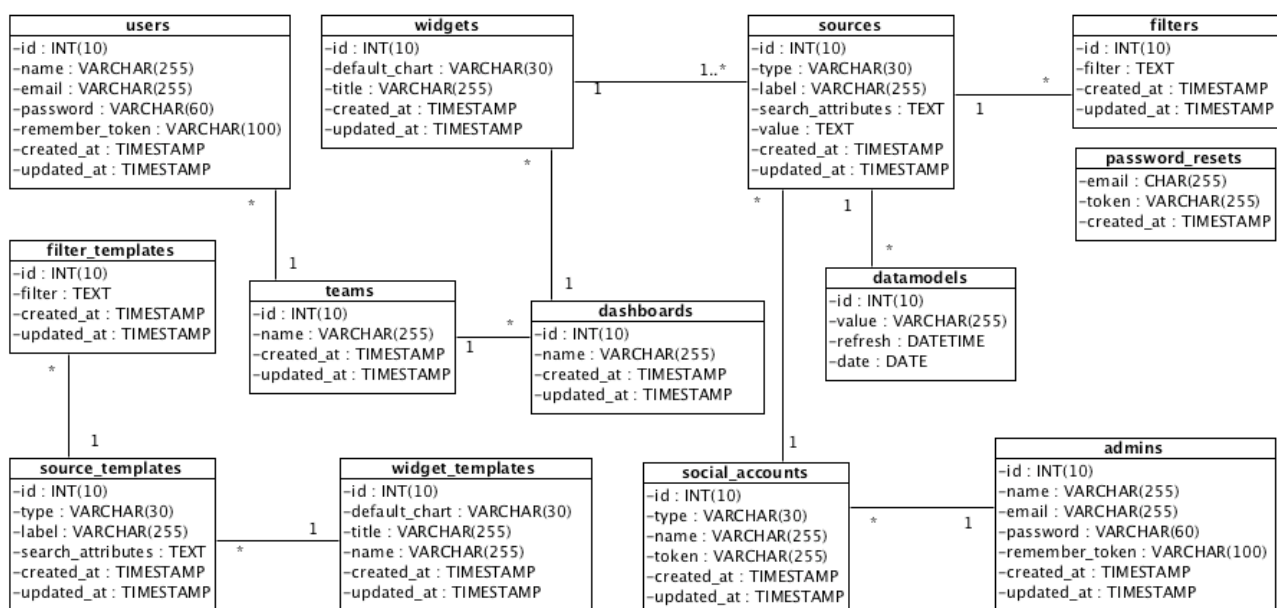 users
–id : INT(10)
–name : VARCHAR(255)
–email : VARCHAR(255)
–password : VARCHAR(60)
–remember_token : VARCHAR(100)
–created_at : TIMESTAMP
–updated_at : TIMESTAMP
widgets
–id : INT(10)
–default_chart : VARCHAR(30)
–title : VARCHAR(255)
–created_at : TIMESTAMP
–updated_at : TIMESTAMP
1
1..*
sources
–id : INT(10)
–type : VARCHAR(30)
–label : VARCHAR(255)
–search_attributes : TEXT
–value : TEXT
–created_at : TIMESTAMP
–updated_at : TIMESTAMP
1
*
filters
–id : INT(10)
–filter : TEXT
–created_at : TIMESTAMP
–updated_at : TIMESTAMP
password_resets
–email : CHAR(255)
–token : VARCHAR(255)
–created_at : TIMESTAMP
*
1
*
1
*
1
*
filter_templates
–id : INT(10)
–filter : TEXT
–created_at : TIMESTAMP
–updated_at : TIMESTAMP
teams
–id : INT(10)
–name : VARCHAR(255)
–created_at : TIMESTAMP
–updated_at : TIMESTAMP
1
*
dashboards
–id : INT(10)
–name : VARCHAR(255)
–created_at : TIMESTAMP
–updated_at : TIMESTAMP
datamodels
–id : INT(10)
–value : VARCHAR(255)
–refresh : DATETIME
–date : DATE
*
1
1
source_templates
–id : INT(10)
–type : VARCHAR(30)
–label : VARCHAR(255)
–search_attributes : TEXT
–created_at : TIMESTAMP
–updated_at : TIMESTAMP
*
1
widget_templates
–id : INT(10)
–default_chart : VARCHAR(30)
–title : VARCHAR(255)
–name : VARCHAR(255)
–created_at : TIMESTAMP
–updated_at : TIMESTAMP
social_accounts
–id : INT(10)
–type : VARCHAR(30)
–name : VARCHAR(255)
–token : VARCHAR(255)
–created_at : TIMESTAMP
–updated_at : TIMESTAMP
*
1
admins
–id : INT(10)
–name : VARCHAR(255)
–email : VARCHAR(255)
–password : VARCHAR(60)
–remember_token : VARCHAR(100)
–created_at : TIMESTAMP
–updated_at : TIMESTAMP